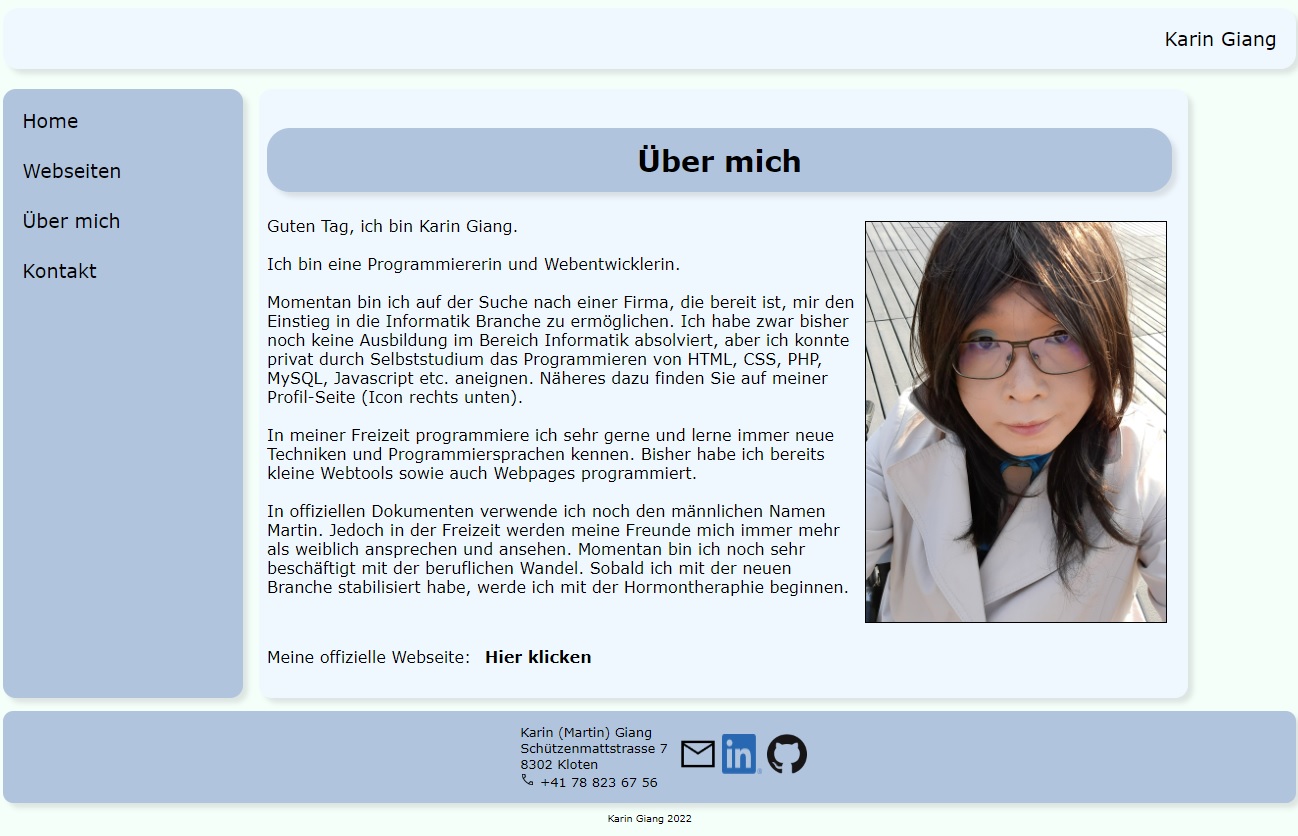 Karin Giang
Home
Webseiten
Über mich
Kontakt
Über mich
Guten Tag, ich bin Karin Giang.
Ich bin eine Programmiererin und Webentwicklerin.
Momentan bin ich auf der Suche nach einer Firma, die bereit ist, mir den
Einstieg in die Informatik Branche zu ermöglichen. Ich habe zwar bisher
noch keine Ausbildung im Bereich Informatik absolviert, aber ich konnte
privat durch Selbststudium das Programmieren von HTML, CSS, PHP,
MySQL, Javascript etc. aneignen. Näheres dazu finden Sie auf meiner
Profil-Seite (Icon rechts unten).
In meiner Freizeit programmiere ich sehr gerne und lerne immer neue
Techniken und Programmiersprachen kennen. Bisher habe ich bereits
kleine Webtools sowie auch Webpages programmiert.
In offiziellen Dokumenten verwende ich noch den männlichen Namen
Martin. Jedoch in der Freizeit werden meine Freunde mich immer mehr
als weiblich ansprechen und ansehen. Momentan bin ich noch sehr
beschäftigt mit der beruflichen Wandel. Sobald ich mit der neuen
Branche stabilisiert habe, werde ich mit der Hormontheraphie beginnen.
Meine offizielle Webseite: Hier klicken
Karin (Martin) Giang
Schützenmattstrasse 7
8302 Kloten
+41 78 823 67 56
in
Karin Giang 2022